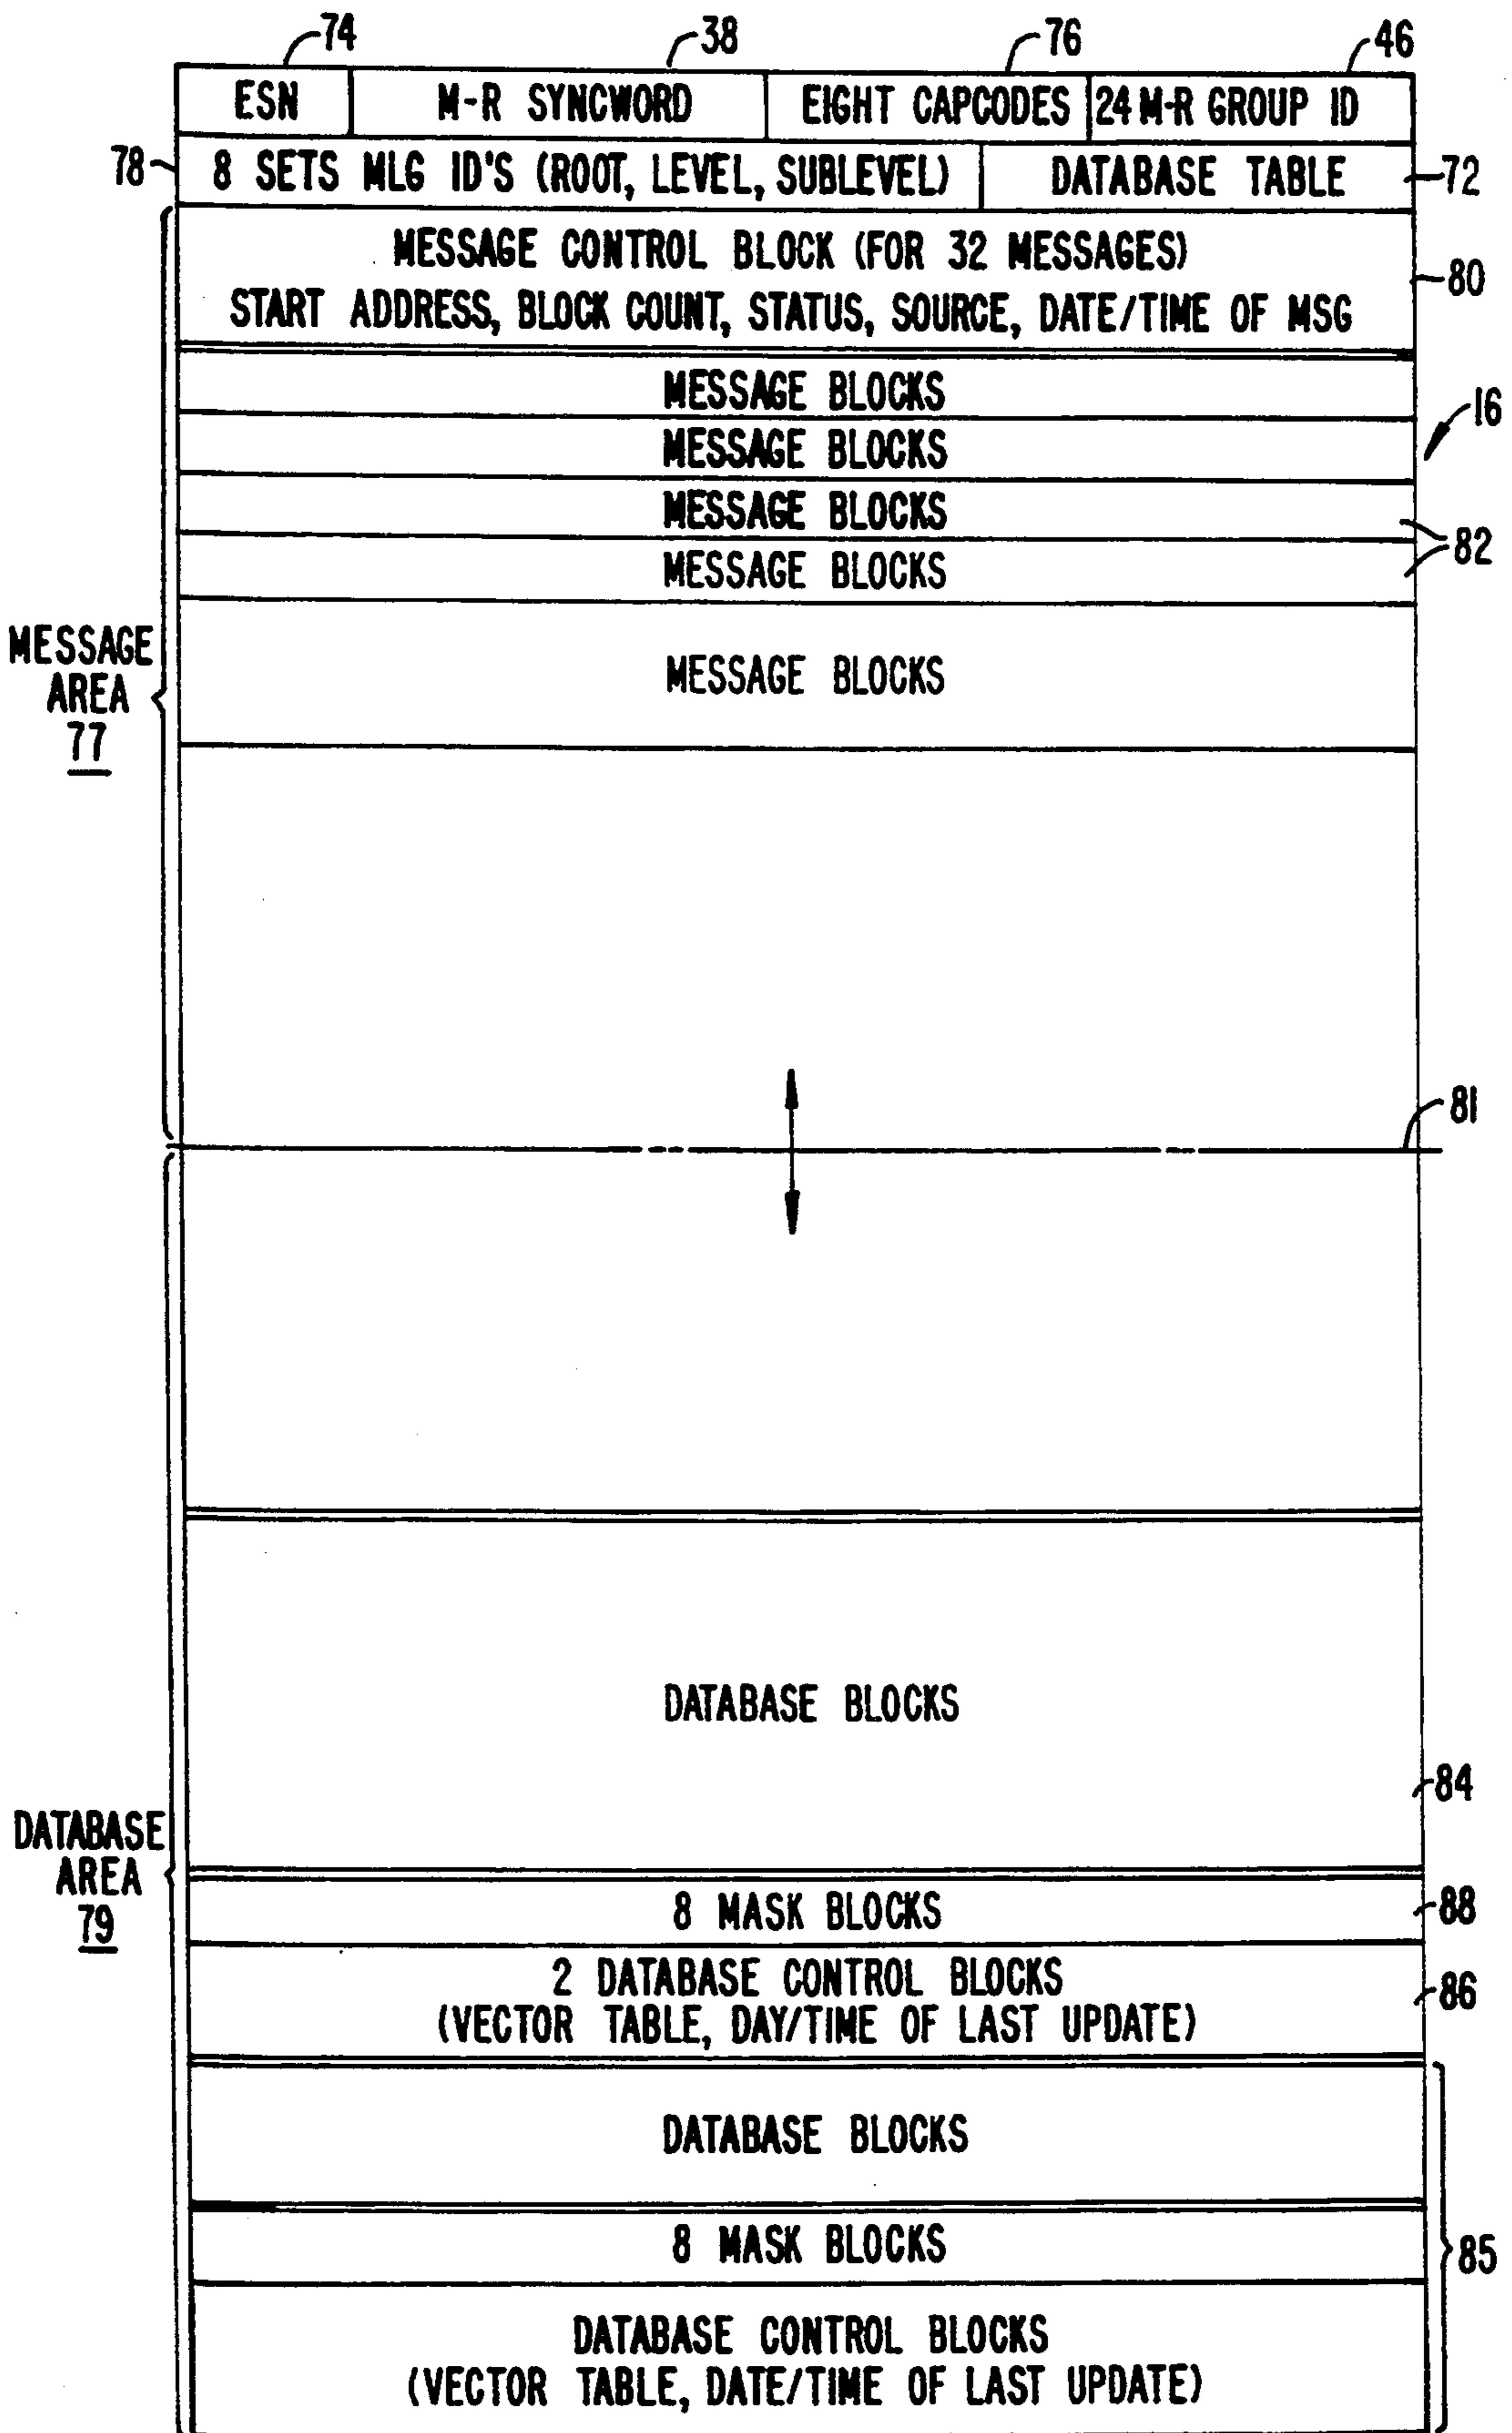 74 38 76 46
ESN M-R SYNCWORD EIGHT CAPCODES 24 M-R GROUP ID
78 8 SETS MLG ID'S (ROOT, LEVEL, SUBLEVEL) DATABASE TABLE 72
MESSAGE CONTROL BLOCK (FOR 32 MESSAGES)
START ADDRESS, BLOCK COUNT, STATUS, SOURCE, DATE/TIME OF MSG
80
MESSAGE BLOCKS
16
MESSAGE BLOCKS
MESSAGE BLOCKS
82
MESSAGE BLOCKS
MESSAGE
AREA
77
MESSAGE BLOCKS
81
DATABASE BLOCKS
84
DATABASE
AREA
79
8 MASK BLOCKS 88
2 DATABASE CONTROL BLOCKS
(VECTOR TABLE, DAY/TIME OF LAST UPDATE)
86
DATABASE BLOCKS
8 MASK BLOCKS
85
DATABASE CONTROL BLOCKS
(VECTOR TABLE, DATE/TIME OF LAST UPDATE)